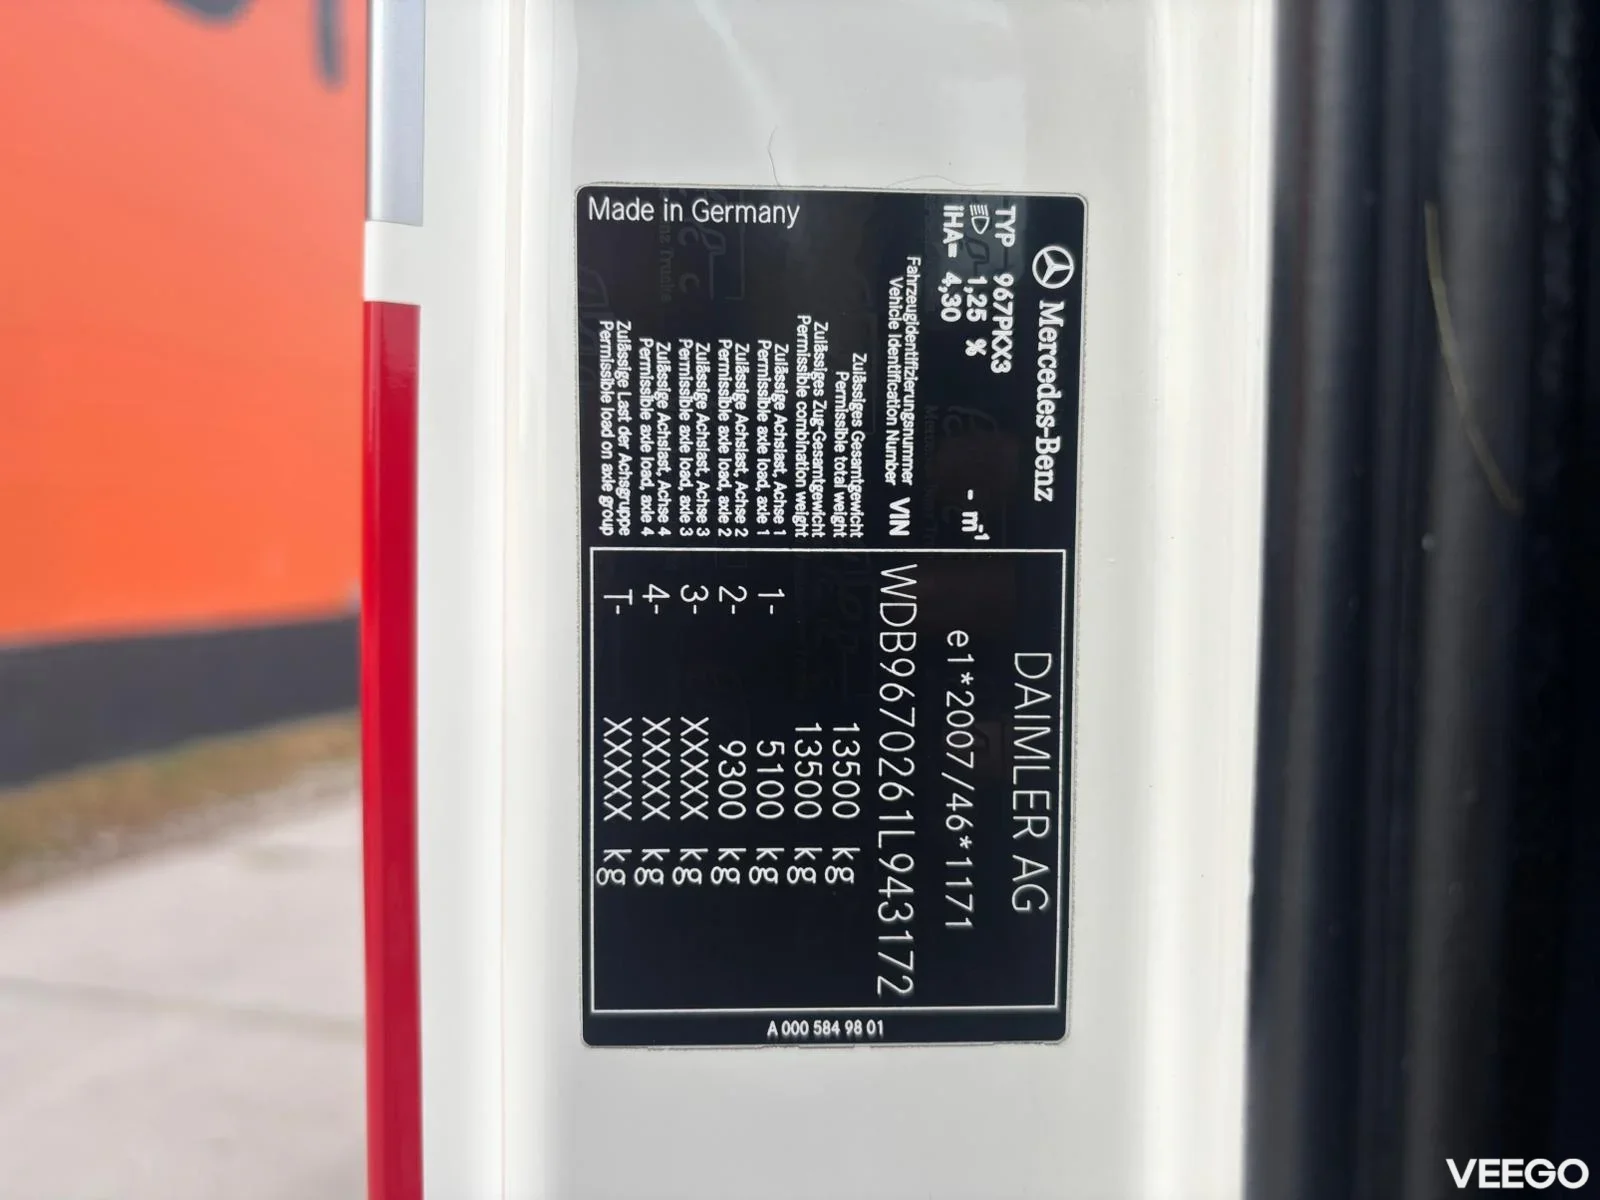 Mercedes-Benz
TYP 967PKX3
1,25 % - m⁻¹
iHA= 4,30
DAIMLER AG
e1*2007/46*1171
Fahrzeugidentifizierungsnummer
Vehicle Identification Number VIN WDB9670261L943172
Zulässiges Gesamtgewicht
Permissible total weight 13500 kg
Zulässiges Zug-Gesamtgewicht
Permissible combination weight 13500 kg
Zulässige Achslast, Achse 1
Permissible axle load, axle 1 1- 5100 kg
Zulässige Achslast, Achse 2
Permissible axle load, axle 2 2- 9300 kg
Zulässige Achslast, Achse 3
Permissible axle load, axle 3 3- XXXXX kg
Zulässige Achslast, Achse 4
Permissible axle load, axle 4 4- XXXXX kg
Zulässige Last der Achsgruppe
Permissible load on axle group T- XXXXX kg
Made in Germany
A 000 584 98 01
VEEGO